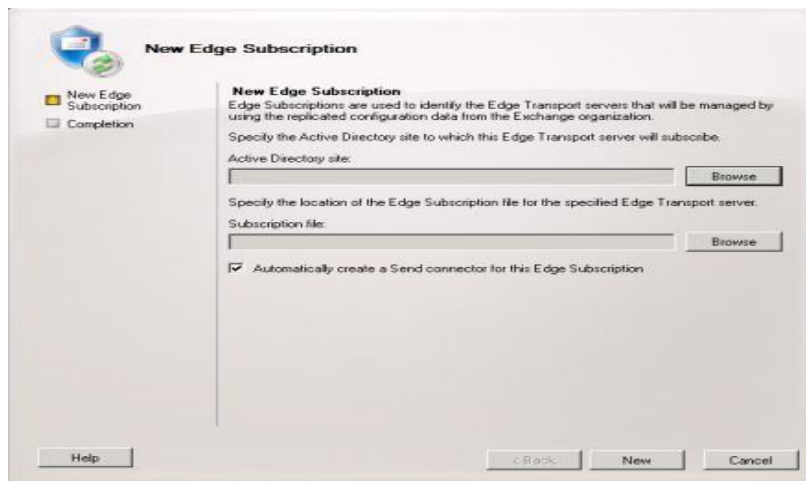 New Edge Subscription
New Edge
Subscription
Completion
New Edge Subscription
Edge Subscriptions are used to identify the Edge Transport servers that will be managed by
using the replicated configuration data from the Exchange organization.
Specify the Active Directory site to which this Edge Transport server will subscribe.
Active Directory site:
Browse
Specify the location of the Edge Subscription file for the specified Edge Transport server.
Subscription file:
Browse
Automatically create a Send connector for this Edge Subscription
Help
< Back
New
Cancel